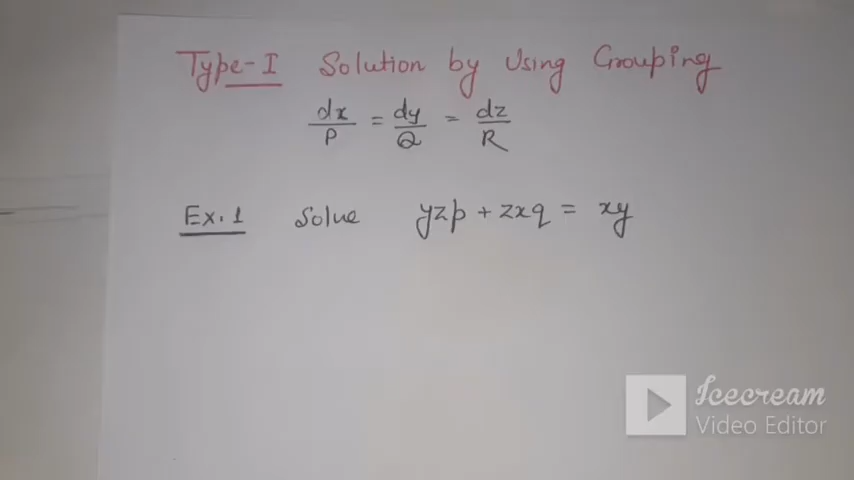 Type-I Solution by Using Grouping
dx/P = dy/Q = dz/R
Ex.1 Solve yzp + zxq = xy
Icecream
Video Editor